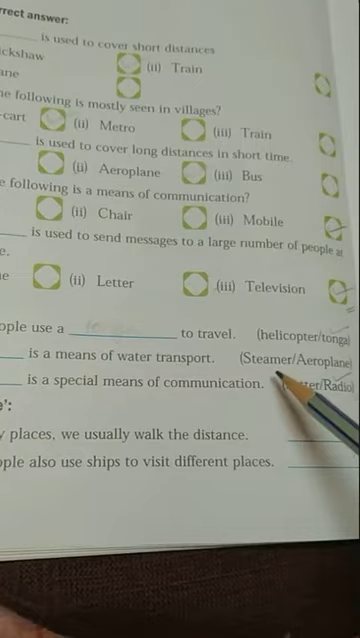 rrect answer:
is used to cover short distances
ckshaw
(ii) Train
ane
e following is mostly seen in villages?
-cart (ii) Metro (iii) Train
is used to cover long distances in short time.
(ii) Aeroplane (iii) Bus
e following is a means of communication?
(ii) Chair (iii) Mobile
is used to send messages to a large number of people at
e.
e (ii) Letter (iii) Television
ople use a to travel. (helicopter/tonga)
is a means of water transport. (Steamer/Aeroplane)
is a special means of communication. ter/Radio)
e':
y places, we usually walk the distance.
ople also use ships to visit different places.